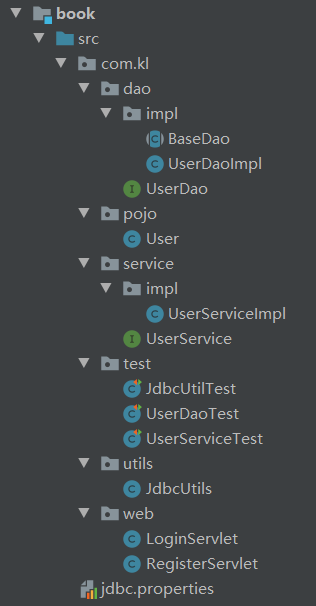 book
src
com.kl
dao
impl
BaseDao
UserDaoImpl
UserDao
pojo
User
service
impl
UserServiceImpl
UserService
test
JdbcUtilTest
UserDaoTest
UserServiceTest
utils
JdbcUtils
web
LoginServlet
RegisterServlet
jdbc.properties